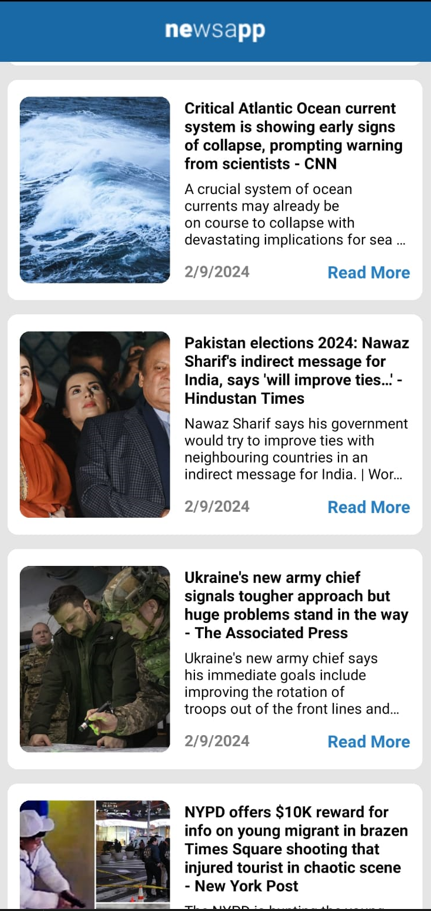 newsapp
Critical Atlantic Ocean current
system is showing early signs
of collapse, prompting warning
from scientists - CNN
A crucial system of ocean
currents may already be
on course to collapse with
devastating implications for sea ...
2/9/2024
Read More
Pakistan elections 2024: Nawaz
Sharif's indirect message for
India, says 'will improve ties…' -
Hindustan Times
Nawaz Sharif says his government
would try to improve ties with
neighbouring countries in an
indirect message for India. | Wor...
2/9/2024
Read More
Ukraine's new army chief
signals tougher approach but
huge problems stand in the way
- The Associated Press
Ukraine's new army chief says
his immediate goals include
improving the rotation of
troops out of the front lines and...
2/9/2024
Read More
NYPD offers $10K reward for
info on young migrant in brazen
Times Square shooting that
injured tourist in chaotic scene
- New York Post
The NYPD is hunting the young